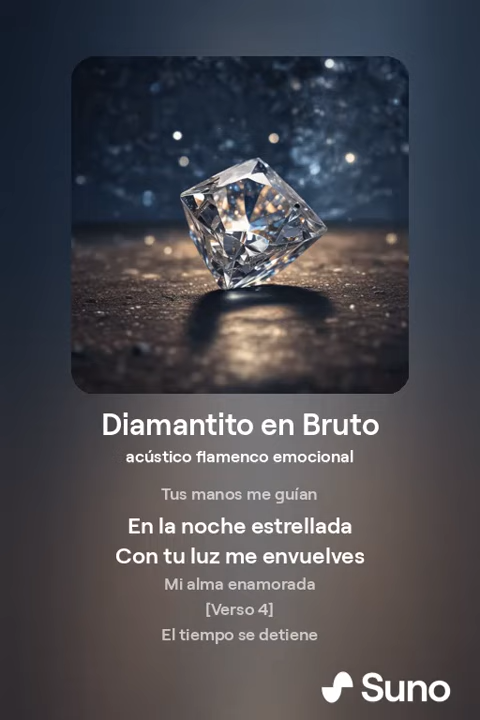 Diamantito en Bruto
acústico flamenco emocional
Tus manos me guían
En la noche estrellada
Con tu luz me envuelves
Mi alma enamorada
[Verso 4]
El tiempo se detiene
Suno